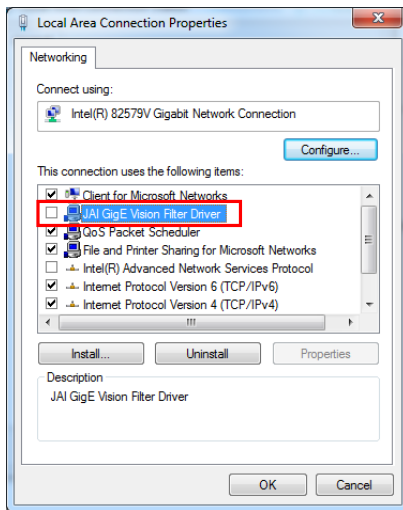 Local Area Connection Properties
Networking
Connect using:
Intel(R) 82579V Gigabit Network Connection
Configure...
This connection uses the following items:
Client for Microsoft Networks
JAI GigE Vision Filter Driver
QoS Packet Scheduler
File and Printer Sharing for Microsoft Networks
Intel(R) Advanced Network Services Protocol
Internet Protocol Version 6 (TCP/IPv6)
Internet Protocol Version 4 (TCP/IPv4)
Install... Uninstall Properties
Description
JAI GigE Vision Filter Driver
OK Cancel